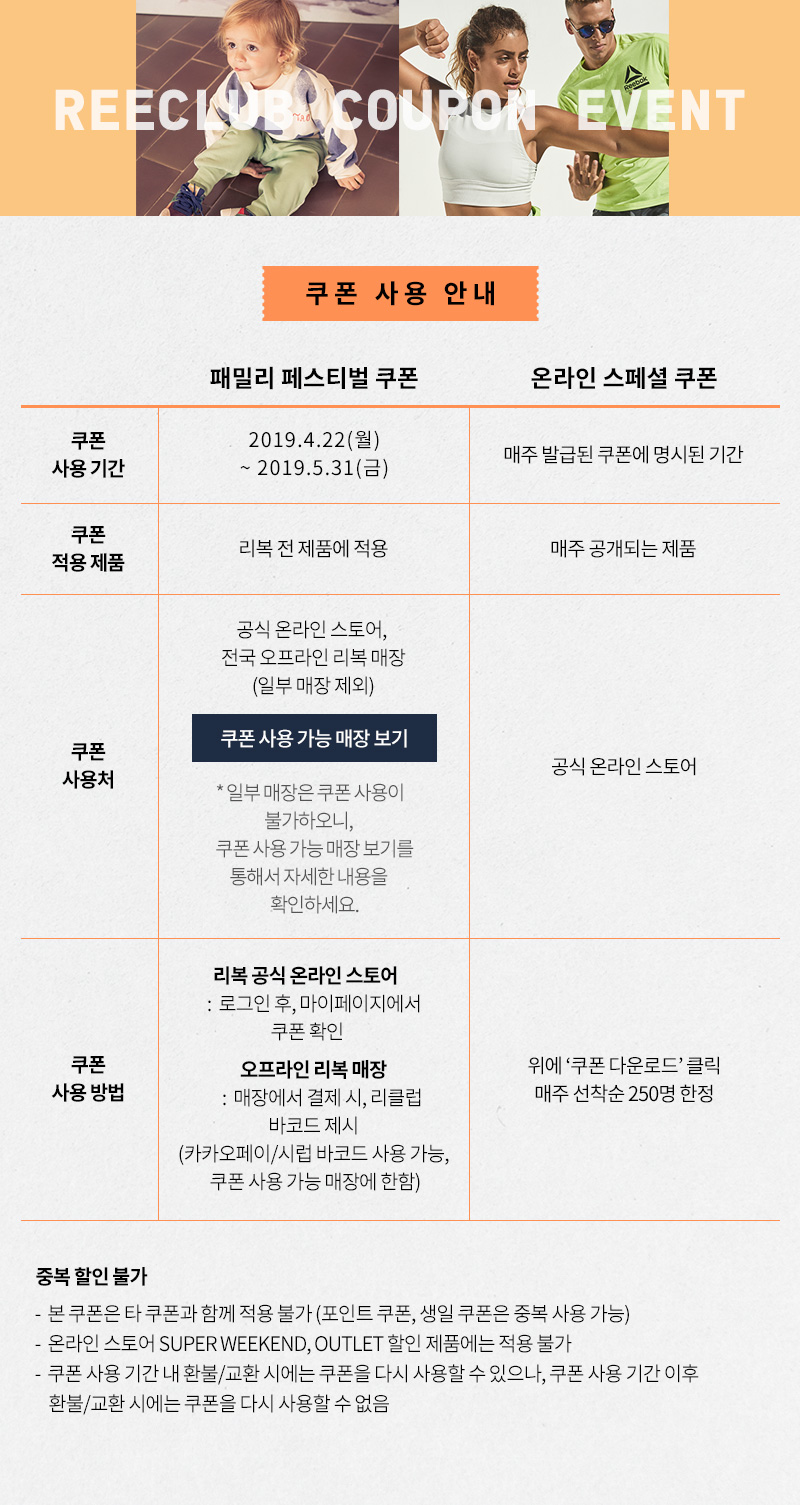 REECLUB COUPON EVENT
Reebok
쿠폰 사용 안내
패밀리 페스티벌 쿠폰
온라인 스페셜 쿠폰
쿠폰
사용 기간
2019.4.22(월)
~ 2019.5.31(금)
매주 발급된 쿠폰에 명시된 기간
쿠폰
적용 제품
리복 전 제품에 적용
매주 공개되는 제품
쿠폰
사용처
공식 온라인 스토어,
전국 오프라인 리복 매장
(일부 매장 제외)
쿠폰 사용 가능 매장 보기
* 일부 매장은 쿠폰 사용이
불가하오니,
쿠폰 사용 가능 매장 보기를
통해서 자세한 내용을
확인하세요.
공식 온라인 스토어
쿠폰
사용 방법
리복 공식 온라인 스토어
: 로그인 후, 마이페이지에서
쿠폰 확인
오프라인 리복 매장
: 매장에서 결제 시, 리클럽
바코드 제시
(카카오페이/시럽 바코드 사용 가능,
쿠폰 사용 가능 매장에 한함)
위에 ‘쿠폰 다운로드’ 클릭
매주 선착순 250명 한정
중복 할인 불가
- 본 쿠폰은 타 쿠폰과 함께 적용 불가 (포인트 쿠폰, 생일 쿠폰은 중복 사용 가능)
- 온라인 스토어 SUPER WEEKEND, OUTLET 할인 제품에는 적용 불가
- 쿠폰 사용 기간 내 환불/교환 시에는 쿠폰을 다시 사용할 수 있으나, 쿠폰 사용 기간 이후
환불/교환 시에는 쿠폰을 다시 사용할 수 없음